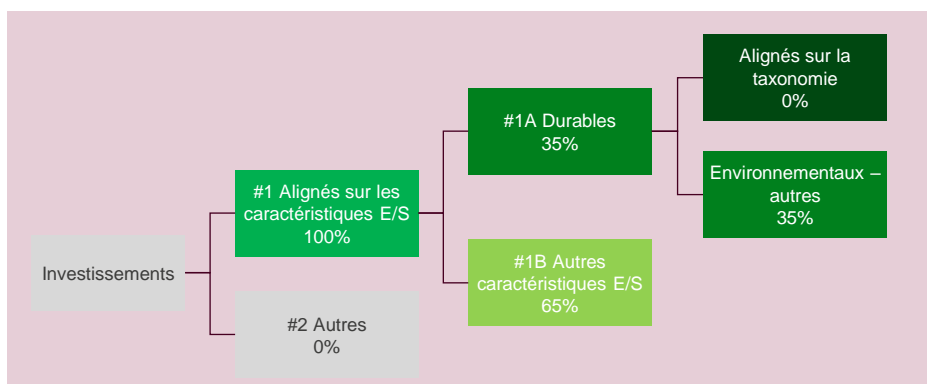 Investissements
#1 Alignés sur les
caractéristiques E/S
100%
#2 Autres
0%
#1A Durables
35%
#1B Autres
caractéristiques E/S
65%
Alignés sur la
taxonomie
0%
Environnementaux –
autres
35%